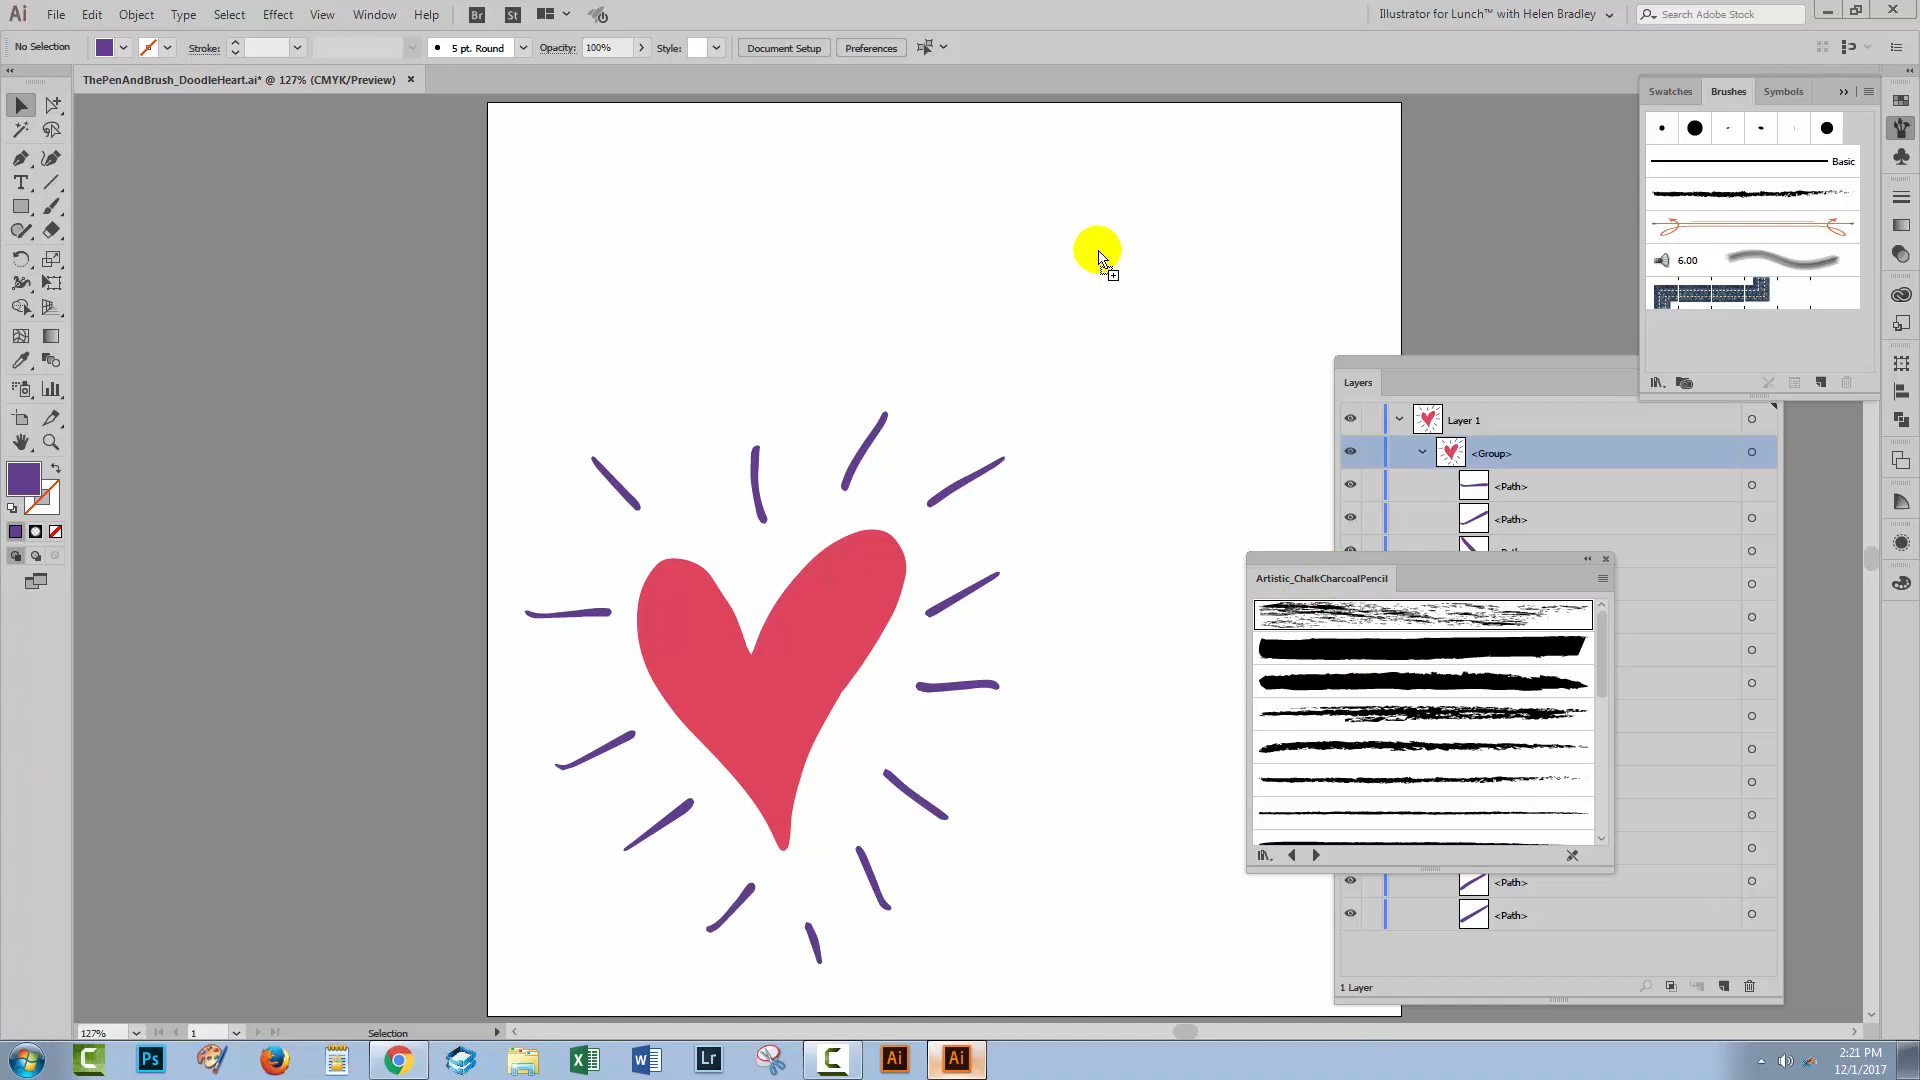 Ai File Edit Object Type Select Effect View Window Help Br St Illustrator for Lunch™ with Helen Bradley Search Adobe Stock
No Selection Stroke: 5 pt. Round Opacity: 100% Style: Document Setup Preferences
ThePenAndBrush_DoodleHeart.ai* @ 127% (CMYK/Preview)
Swatches Brushes Symbols
Basic
6.00
Layers
Layer 1
<Group>
<Path>
<Path>
Artistic_ChalkCharcoalPencil
<Path>
<Path>
1 Layer
127% 1 Selection
Ps Lr Ai Ai
2:21 PM
12/1/2017